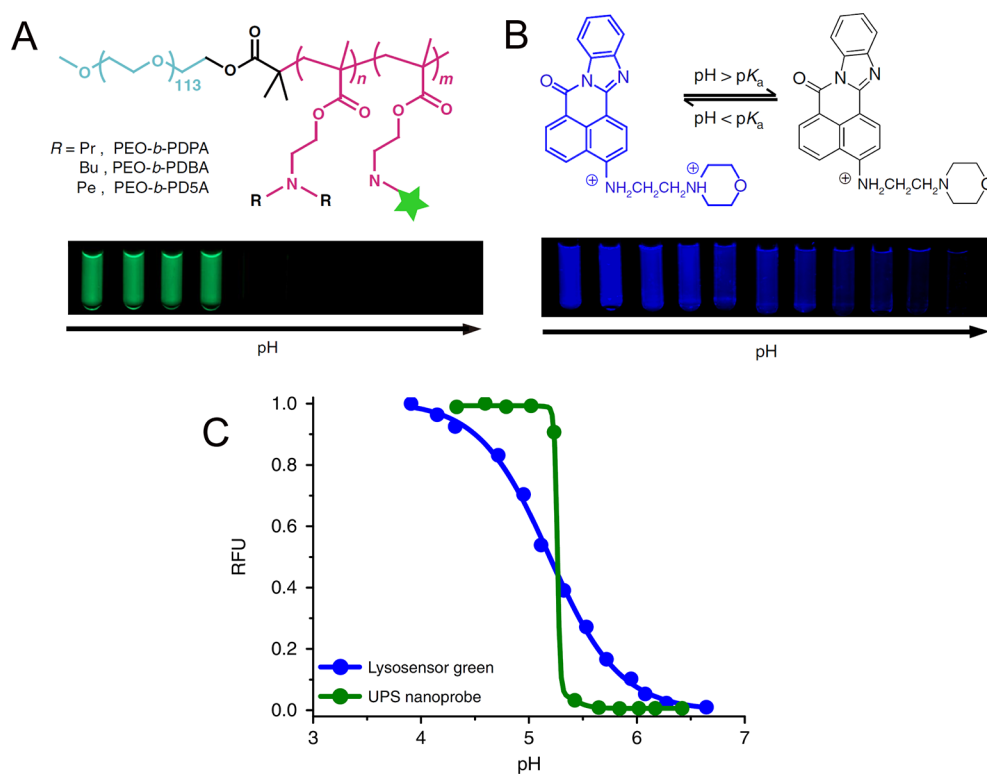 A
O
O
113
O
O
n
m
O
O
O
O
R = Pr , PEO-b-PDPA
Bu , PEO-b-PDBA
Pe , PEO-b-PD5A
N
N
R
R
pH
B
O
N
N
⊕
NH₂CH₂CH₂CH₂NH
⊕
O
pH > pKₐ
pH < pKₐ
O
N
N
⊕
NH₂CH₂CH₂CH₂N
O
pH
C
RFU
1.0
0.8
0.6
0.4
0.2
0.0
Lysosensor green
UPS nanoprobe
3
4
5
6
7
pH